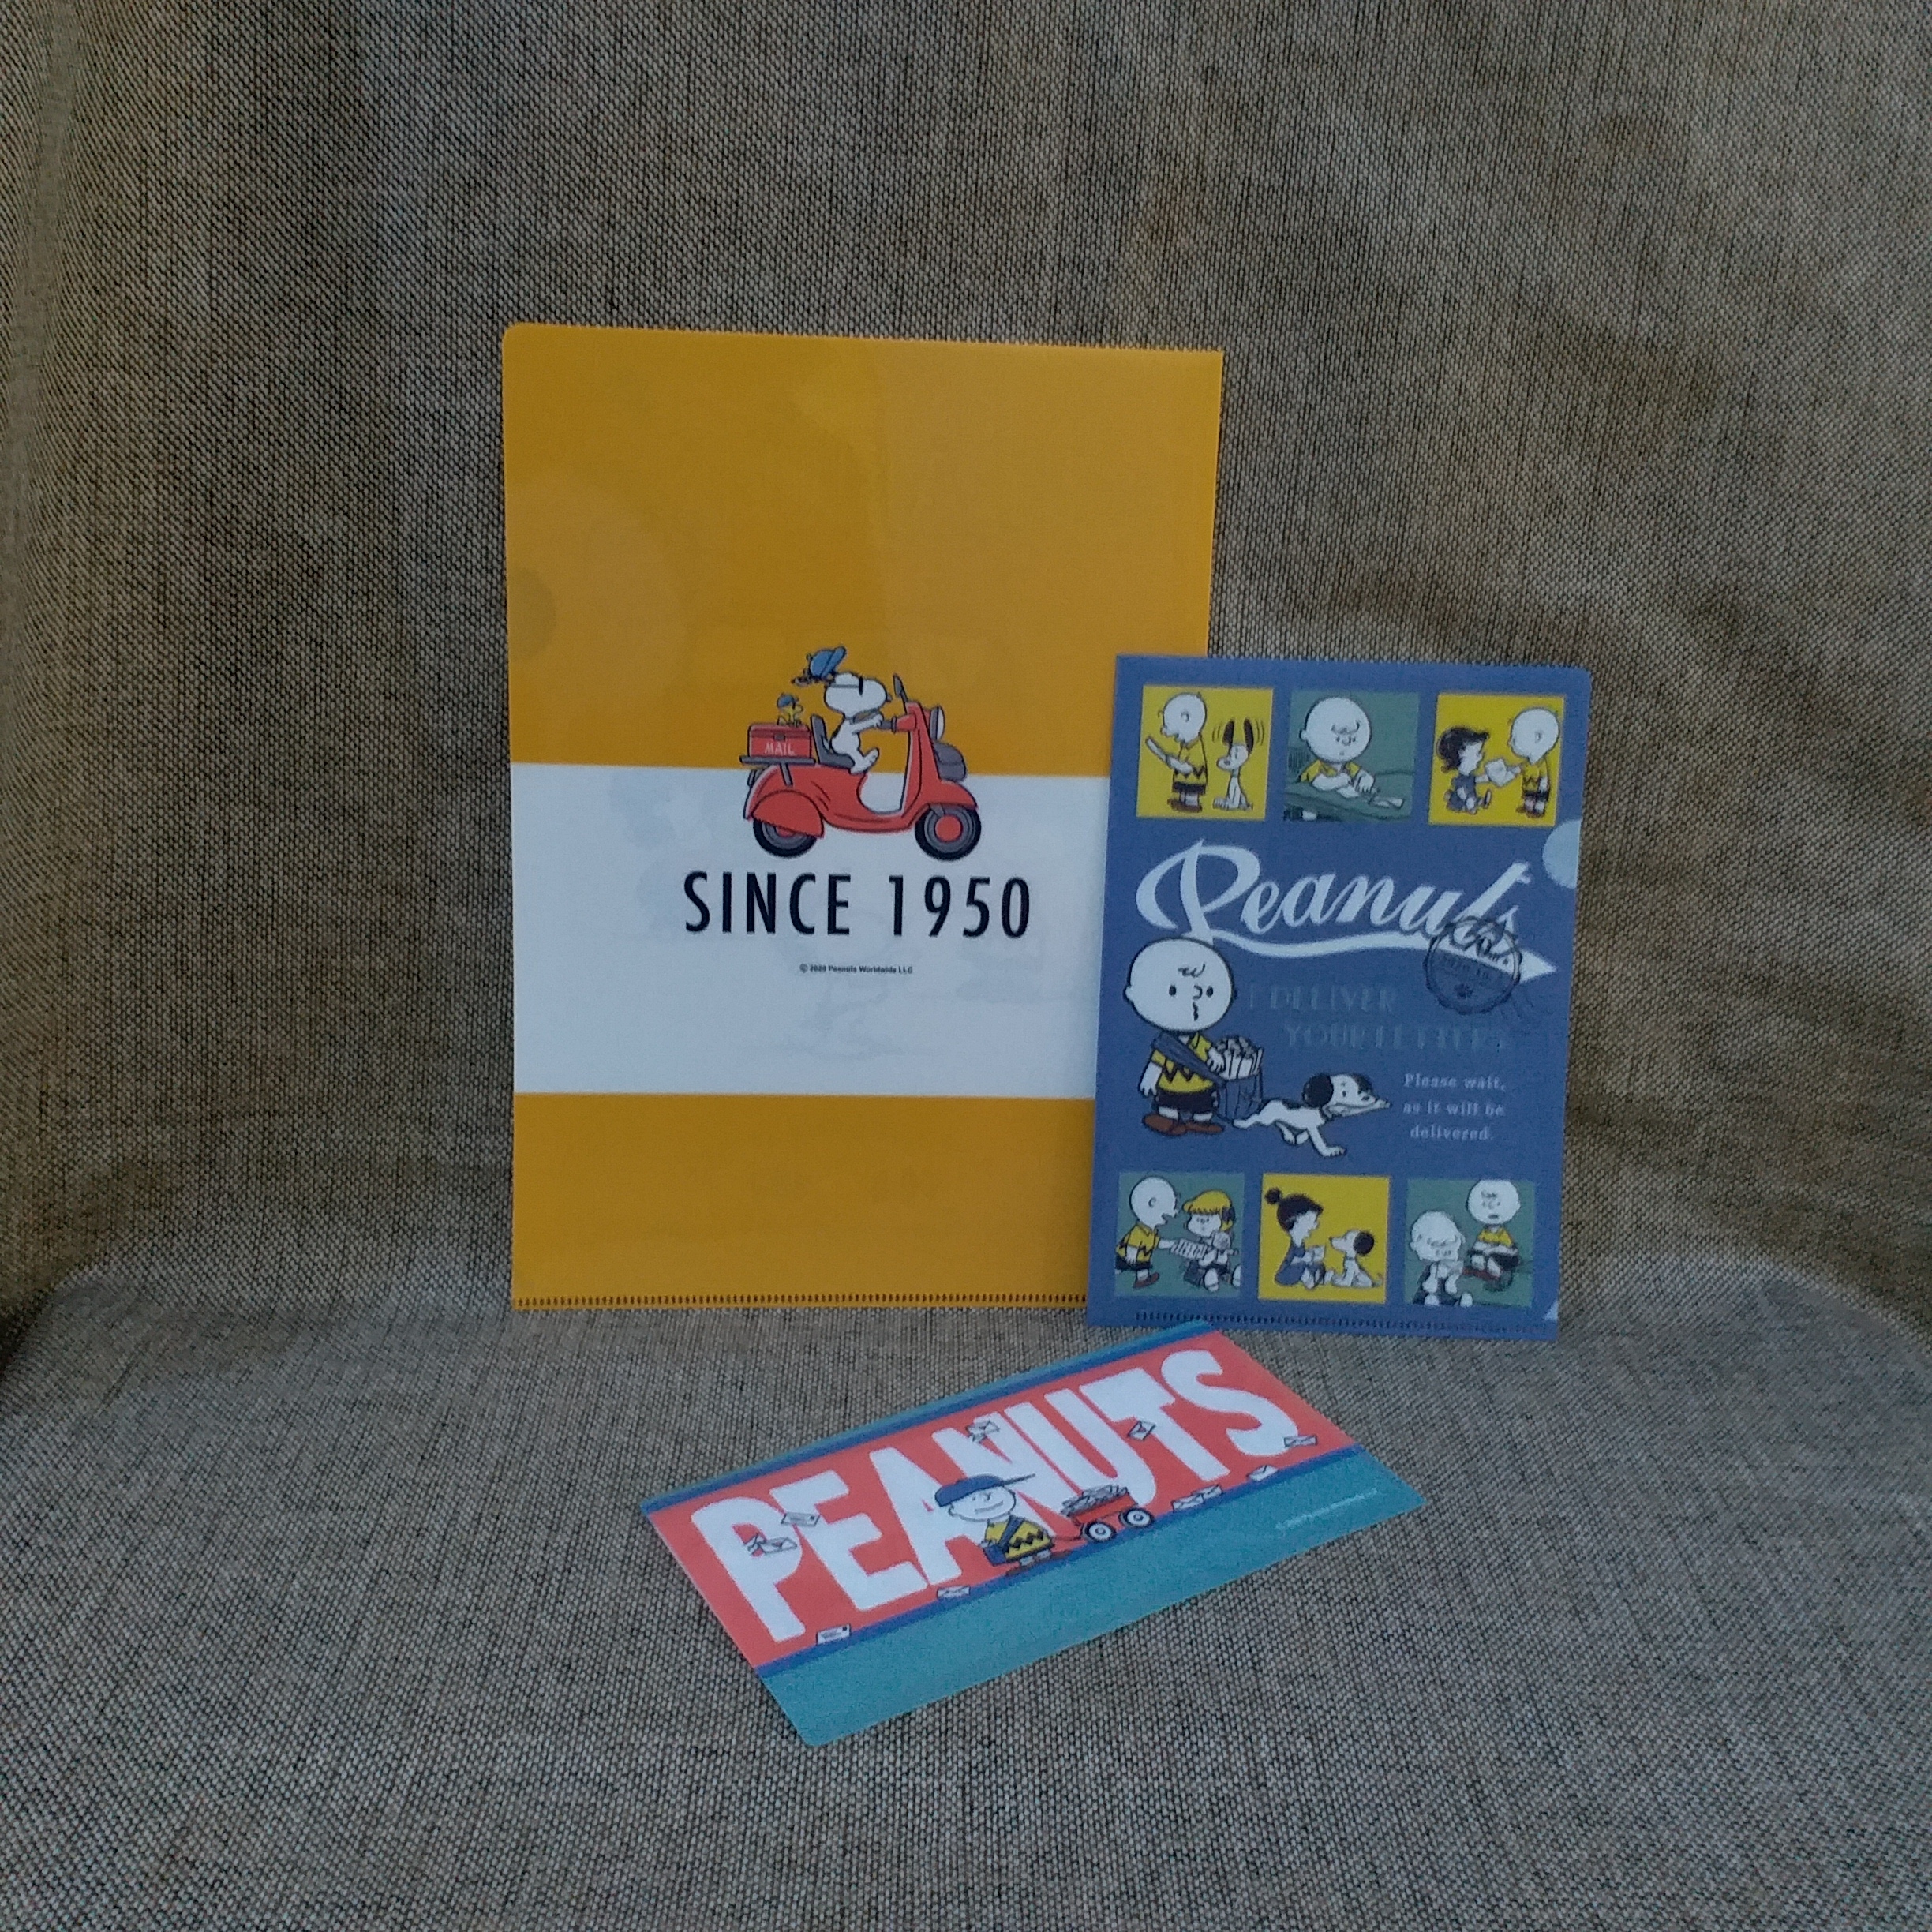 MAIL
SINCE 1950
© 2020 Peanuts Worldwide LLC
Peanuts
I DELIVER
YOUR LETTERS
Please wait,
as it will be
delivered.
PEANUTS